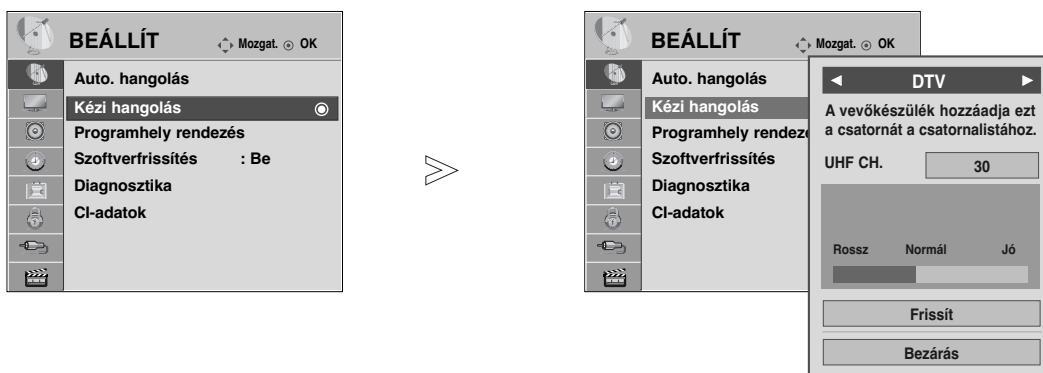 BEÁLLÍT Mozgat. OK
Auto. hangolás
Kézi hangolás
Programhely rendezés
Szoftverfrissítés : Be
Diagnosztika
CI-adatok
BEÁLLÍT Mozgat. OK
Auto. hangolás
Kézi hangolás
Programhely rendez
Szoftverfrissítés
Diagnosztika
CI-adatok
DTV
A vevőkészülék hozzáadja ezt
a csatornát a csatornalistához.
UHF CH. 30
Rossz Normál Jó
Frissít
Bezárás